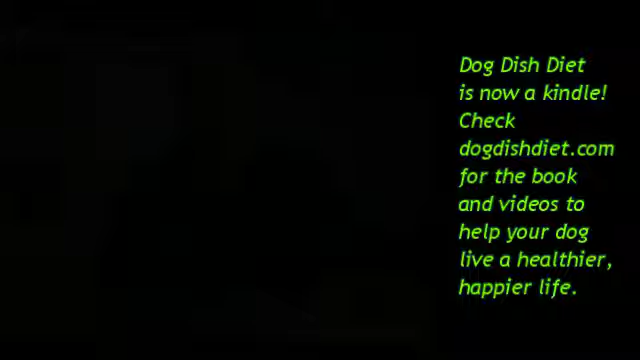 Dog Dish Diet
is now a kindle!
Check
dogdishdiet.com
for the book
and videos to
help your dog
live a healthier,
happier life.